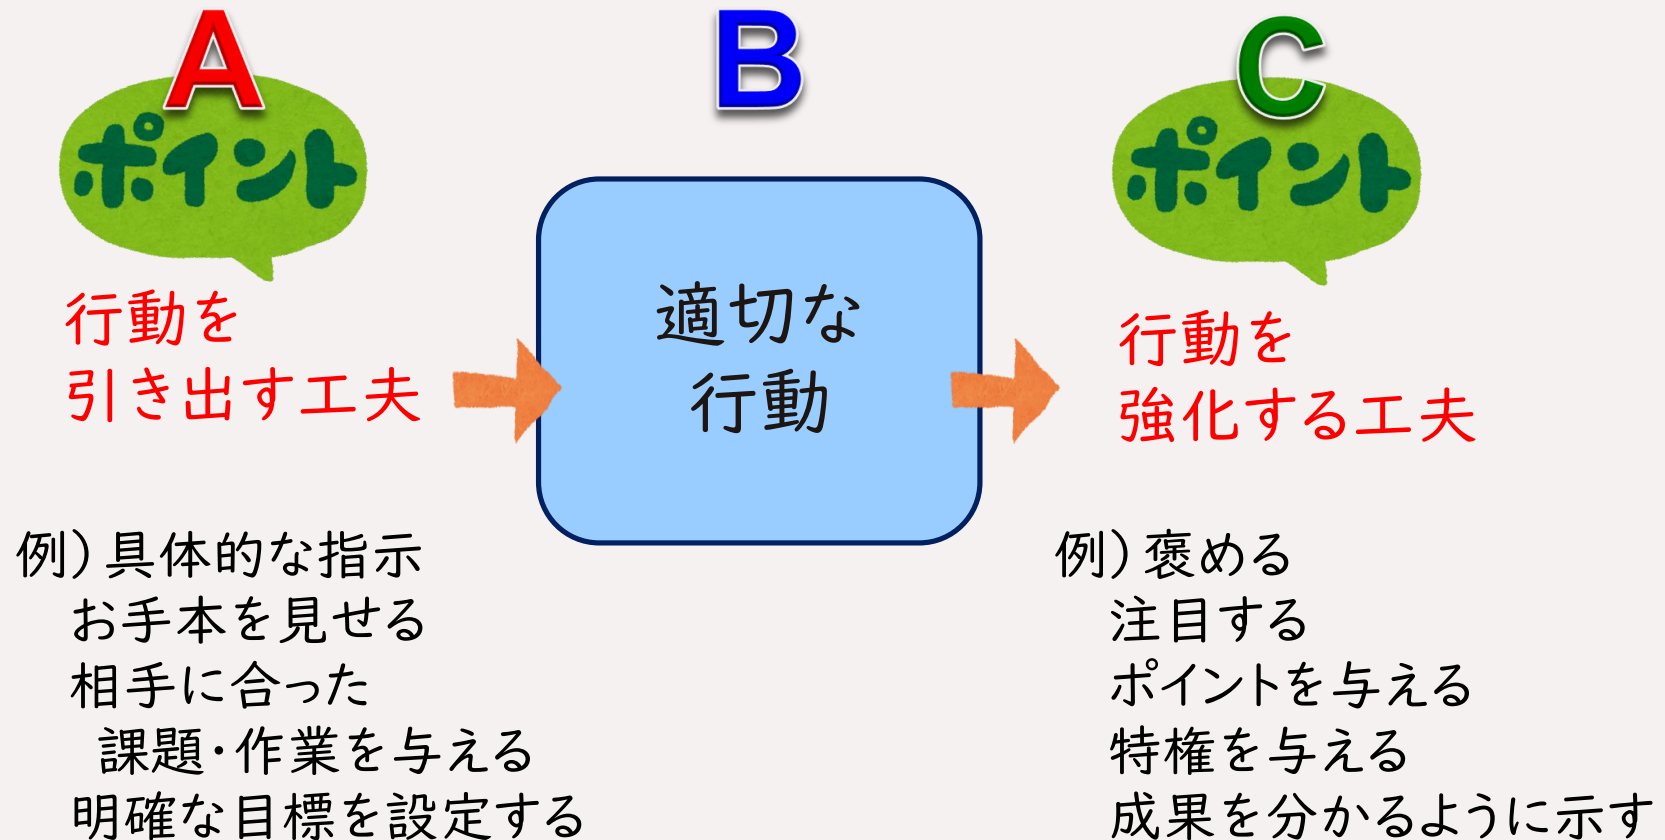 A
ポイント
行動を
引き出す工夫
例）具体的な指示
お手本を見せる
相手に合った
課題・作業を与える
明確な目標を設定する
B
適切な
行動
C
ポイント
行動を
強化する工夫
例）褒める
注目する
ポイントを与える
特権を与える
成果を分かるように示す